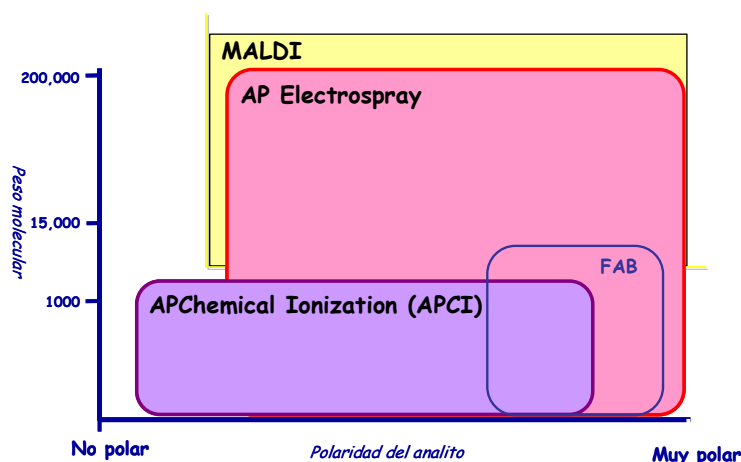 MALDI
200,000
AP Electrospray
Peso molecular
15,000
FAB
1000
APChemical Ionization (APCI)
No polar
Polaridad del analito
Muy polar